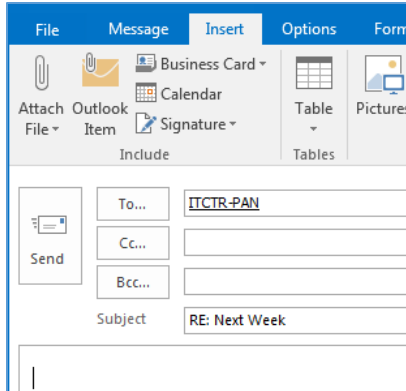 File Message Insert Options Form
Business Card
Calendar
Signature
Attach File
Outlook Item
Table
Pictures
Include
Tables
Send
To...
ITCTR-PAN
Cc...
Bcc...
Subject
RE: Next Week